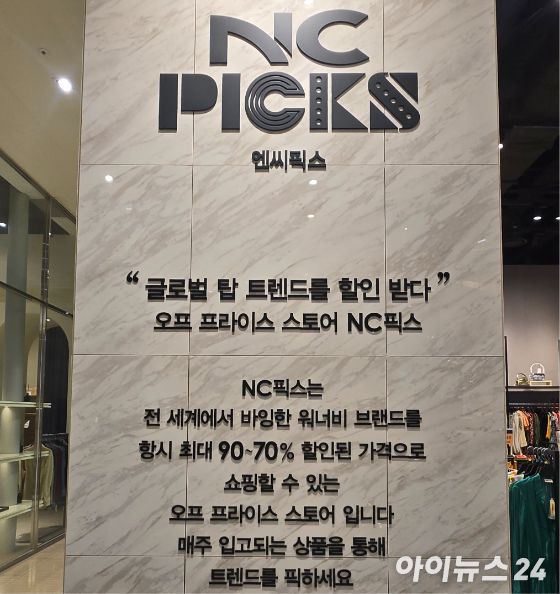 NC
PICKS
엔씨픽스
“ 글로벌 탑 트렌드를 할인 받다 ”
오프 프라이스 스토어 NC픽스
NC픽스는
전 세계에서 바잉한 워너비 브랜드를
항시 최대 90~70% 할인된 가격으로
쇼핑할 수 있는
오프 프라이스 스토어 입니다
매주 입고되는 상품을 통해
트렌드를 픽하세요
아이뉴스24